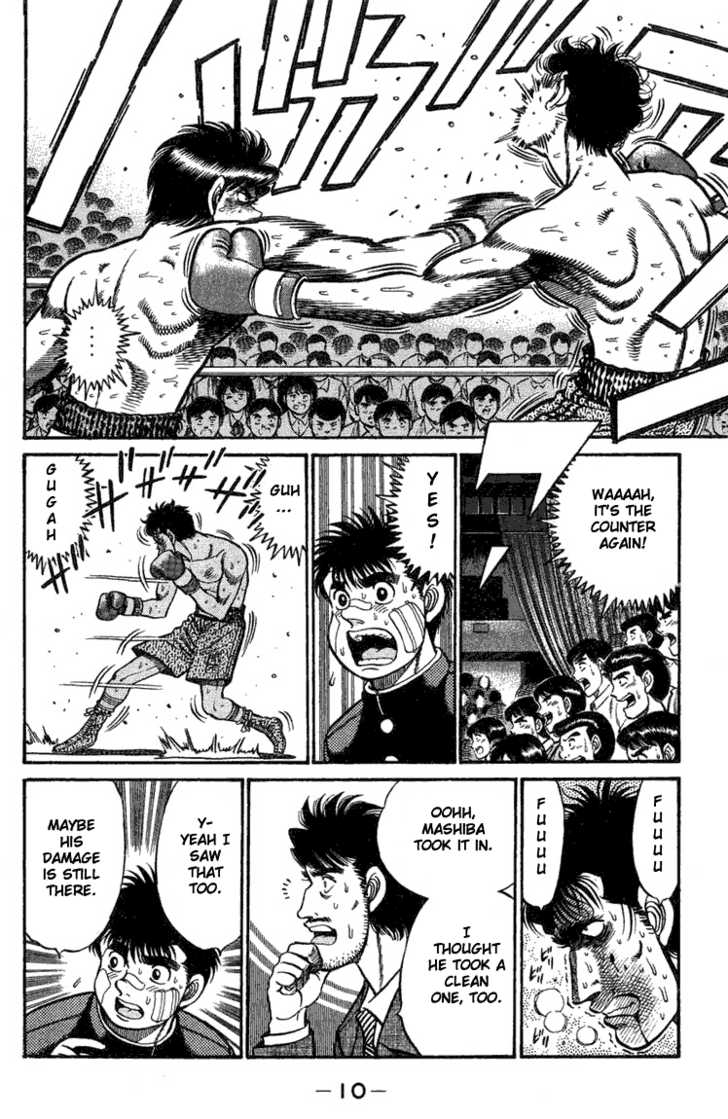 ...
WAAAAH,
IT'S THE
COUNTER
AGAIN!
YES!
GUH
...
GUGAH
FUUUU
FUUUU
OOHH,
MASHIBA
TOOK IT IN.
I
THOUGHT
HE TOOK A
CLEAN
ONE, TOO.
Y-
YEAH I
SAW
THAT
TOO.
MAYBE
HIS
DAMAGE
IS STILL
THERE.
—10—